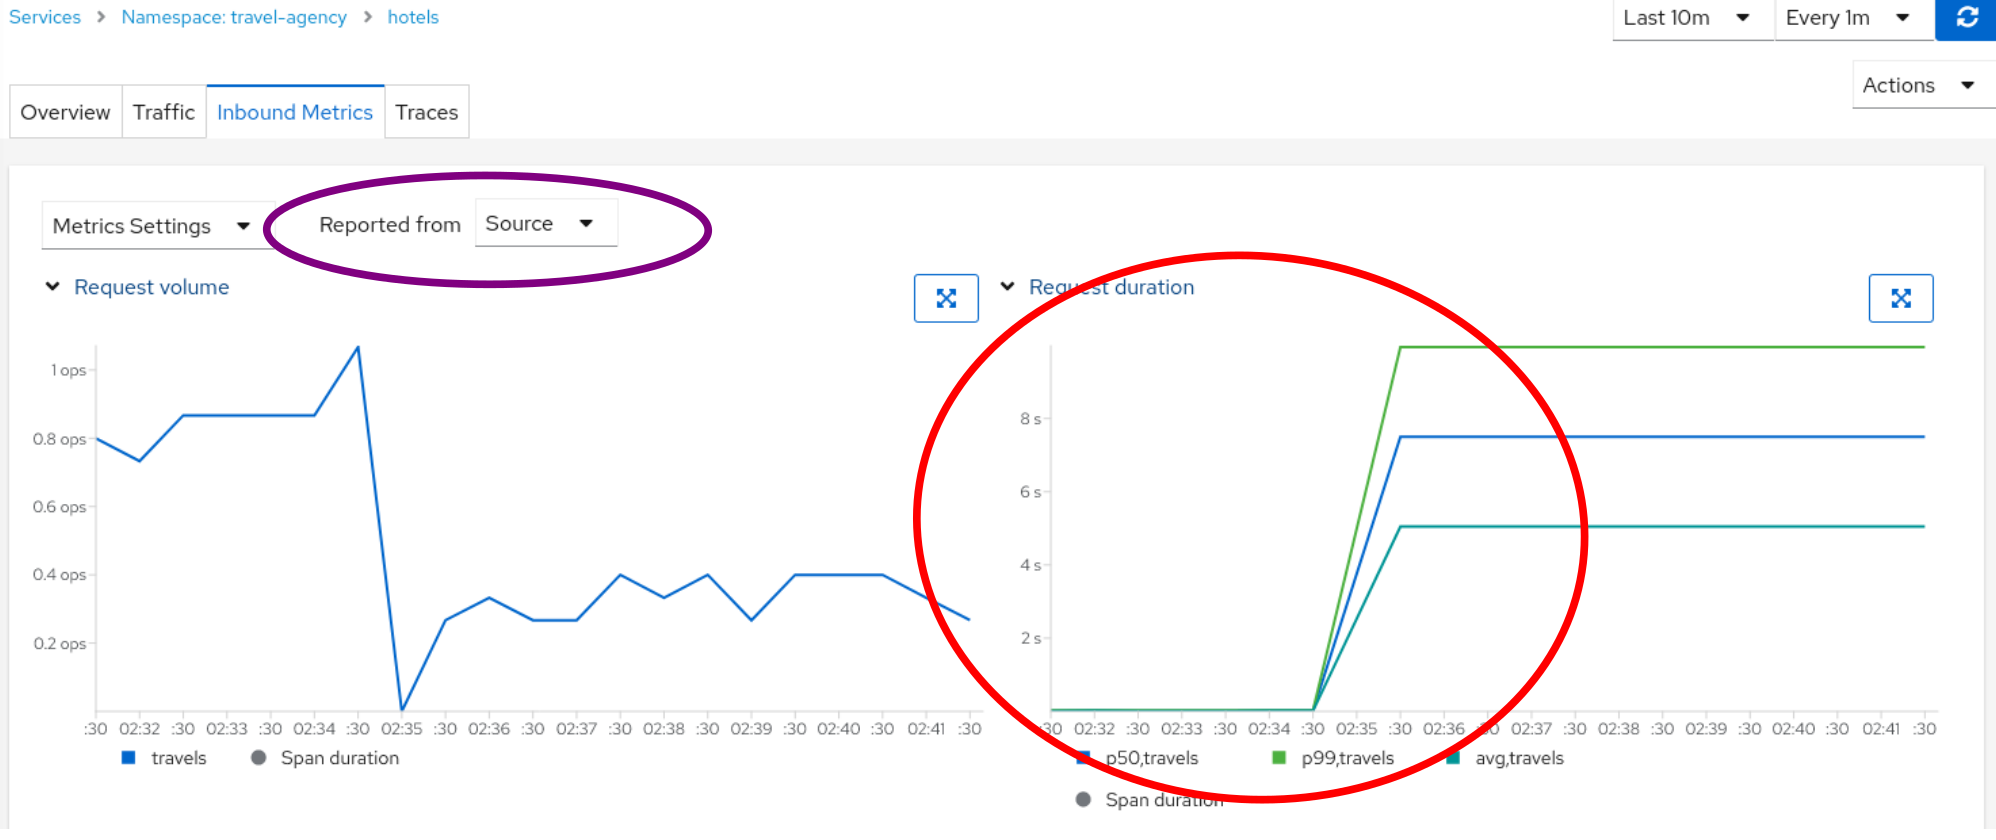 Services > Namespace: travel-agency > hotels
Last 10m Every 1m
Actions
Overview Traffic Inbound Metrics Traces
Metrics Settings Reported from Source
Request volume
1 ops
0.8 ops
0.6 ops
0.4 ops
0.2 ops
:30 02:32 :30 02:33 :30 02:34 :30 02:35 :30 02:36 :30 02:37 :30 02:38 :30 02:39 :30 02:40 :30 02:41 :30
travels Span duration
Request duration
8 s
6 s
4 s
2 s
:30 02:32 :30 02:33 :30 02:34 :30 02:35 :30 02:36 :30 02:37 :30 02:38 :30 02:39 :30 02:40 :30 02:41 :30
p50,travels p99,travels avg,travels
Span duration